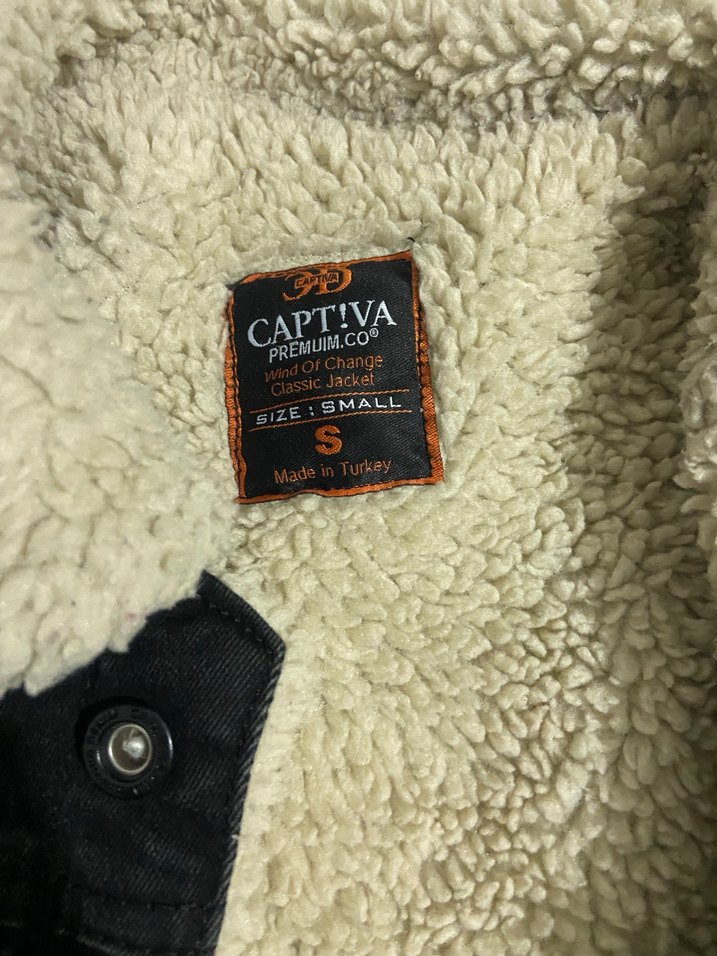 CAPTIVA
CAPT!VA
PREMUIM.CO®
Wind Of Change
Classic Jacket
SIZE : SMALL
S
Made in Turkey